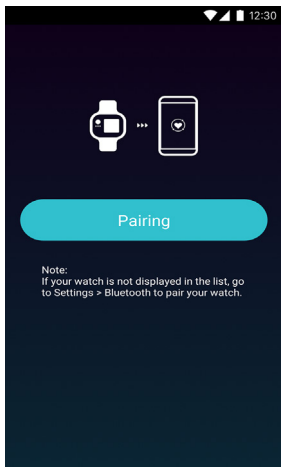 12:30
Pairing
Note:
If your watch is not displayed in the list, go
to Settings > Bluetooth to pair your watch.